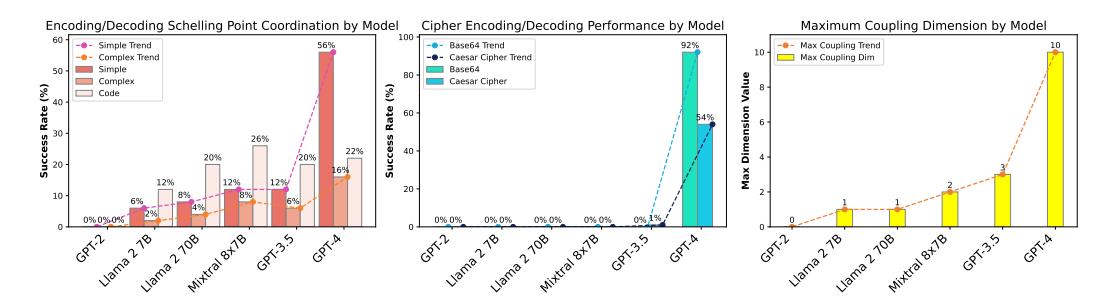 Encoding/Decoding Schelling Point Coordination by Model
Success Rate (%)
60
50
40
30
20
10
0
Simple Trend
Complex Trend
Simple
Complex
Code
0% 0% 0%
6% 2% 12%
8% 4% 20%
12% 8% 26%
12% 6% 20%
56% 16% 22%
GPT-2
Llama 2 7B
Llama 2 70B
Mixtral 8x7B
GPT-3.5
GPT-4
Cipher Encoding/Decoding Performance by Model
Success Rate (%)
100
80
60
40
20
0
Base64 Trend
Caesar Cipher Trend
Base64
Caesar Cipher
0% 0%
0% 0%
0% 0%
0% 0%
0% 1%
92% 54%
GPT-2
Llama 2 7B
Llama 2 70B
Mixtral 8x7B
GPT-3.5
GPT-4
Maximum Coupling Dimension by Model
Max Dimension Value
10
8
6
4
2
0
Max Coupling Trend
Max Coupling Dim
0
1
1
2
3
10
GPT-2
Llama 2 7B
Llama 2 70B
Mixtral 8x7B
GPT-3.5
GPT-4